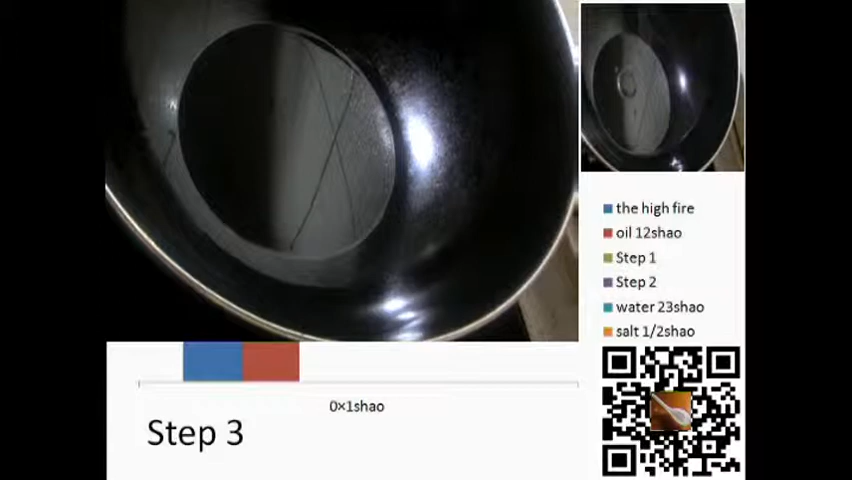 the high fire
oil 12shao
Step 1
Step 2
water 23shao
salt 1/2shao
0×1shao
Step 3